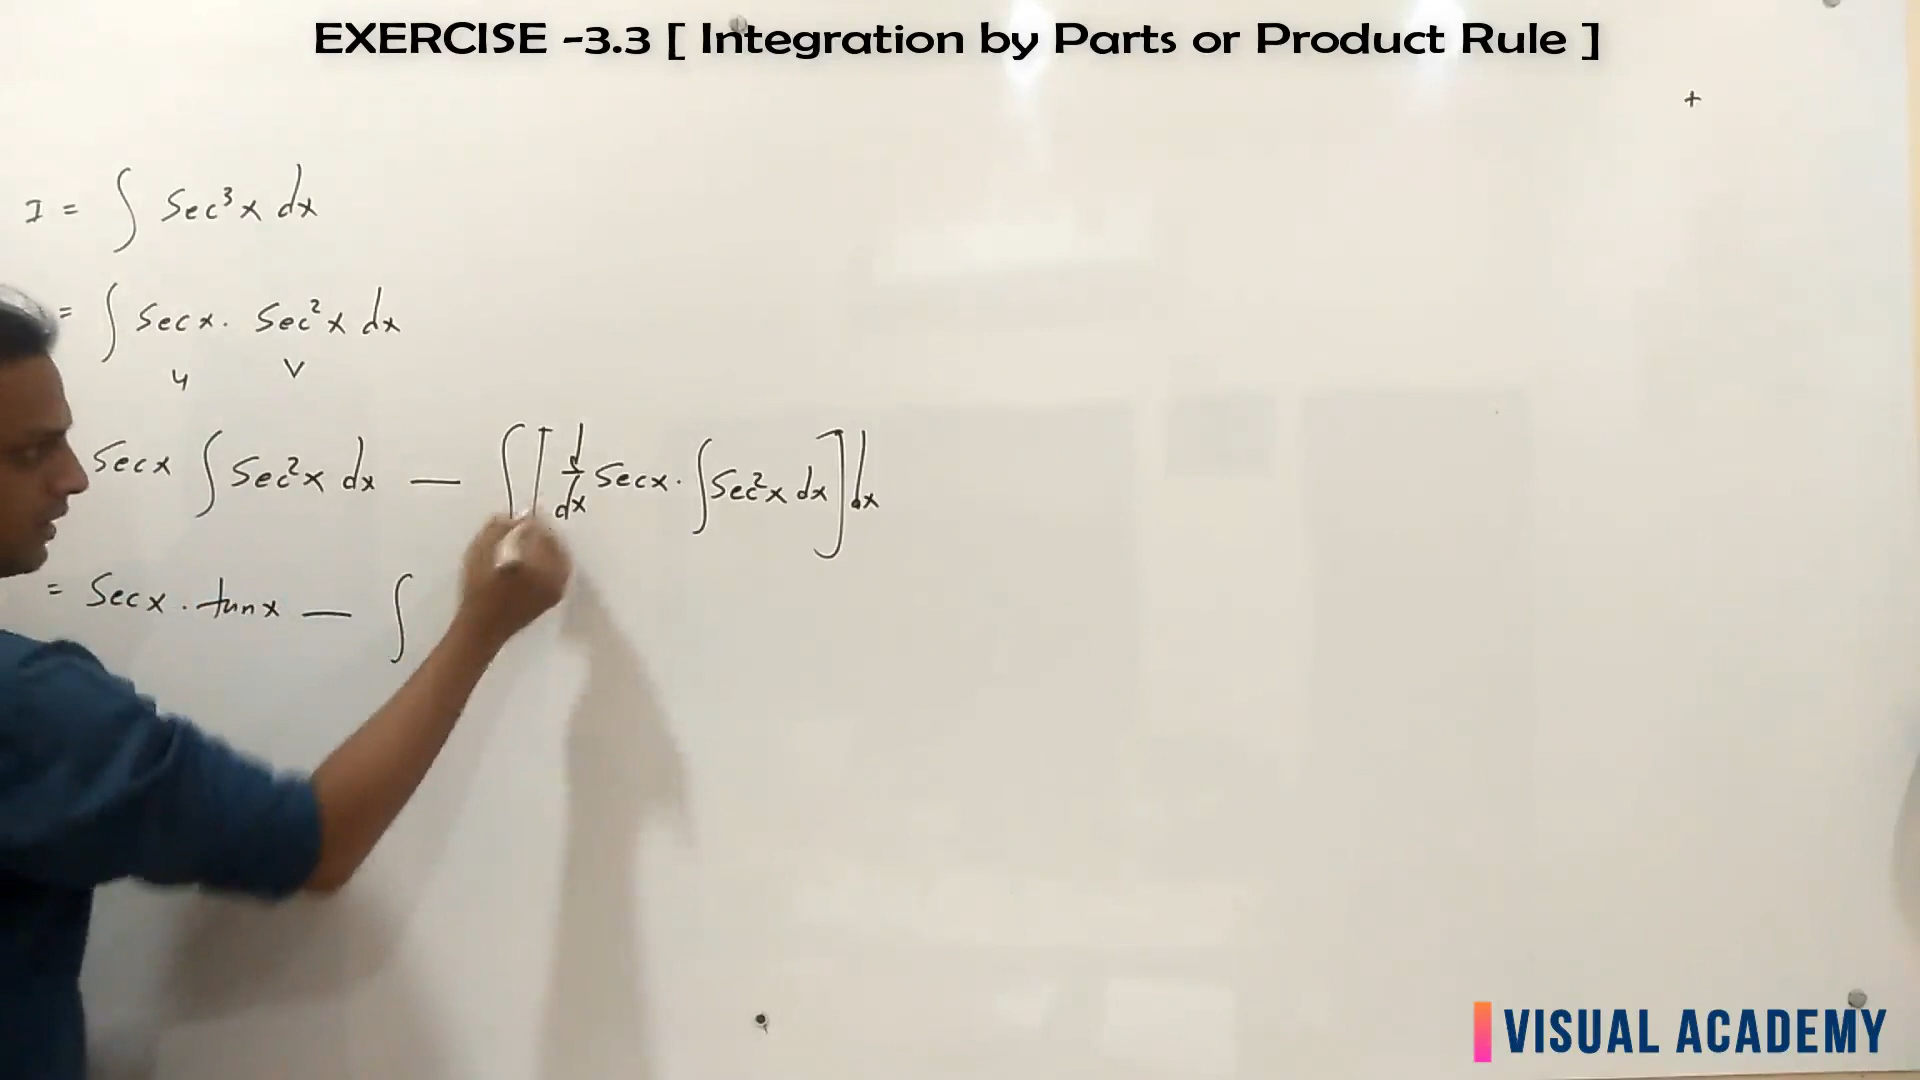 EXERCISE -3.3 [ Integration by Parts or Product Rule ]
+
I = ∫ Sec³x dx
= ∫ Secx . Sec²x dx
u v
Secx ∫ Sec²x dx — ∫ [ d/dx Secx . ∫ Sec²x dx ] dx
= Secx . tanx — ∫
VISUAL ACADEMY